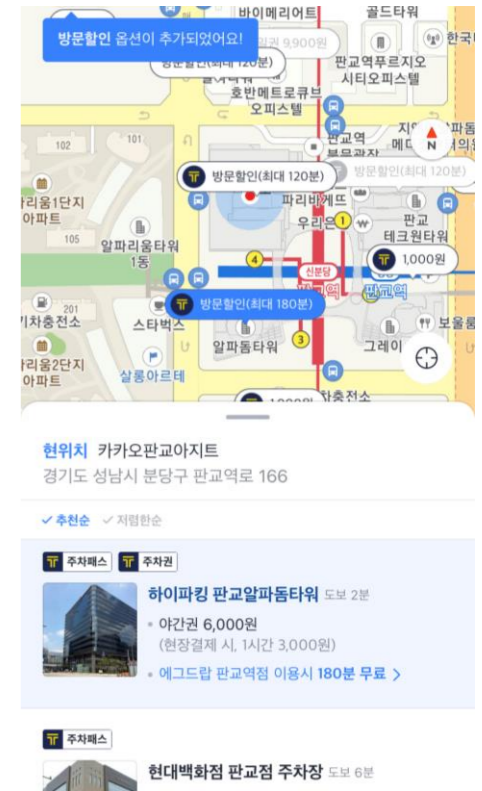 바이메리어트
골드타워
방문할인 옵션이 추가되었어요!
일권 9,900원
한국
방문할인(최대 120분)
판교역푸르지오
시티오피스텔
호반메트로큐브
오피스텔
102
101
판교역
N
방문할인(최대 120분)
방문할인(최대 120분)
리움1단지
아파트
파리바게뜨
우리은
1
판교
테크원타워
105
알파리움타워
1동
4
신분당
1,000원
판교역
201
기차충전소
스타벅스
방문할인(최대 180분)
보울룸
알파돔타워
3
그레이
리움2단지
아파트
살롱아르테
차충전소
1,000원
현위치 카카오판교아지트
경기도 성남시 분당구 판교역로 166
추천순 저렴한순
주차패스 주차권
하이파킹 판교알파돔타워 도보 2분
야간권 6,000원
(현장결제 시, 1시간 3,000원)
에그드랍 판교역점 이용시 180분 무료 >
주차패스
현대백화점 판교점 주차장 도보 6분